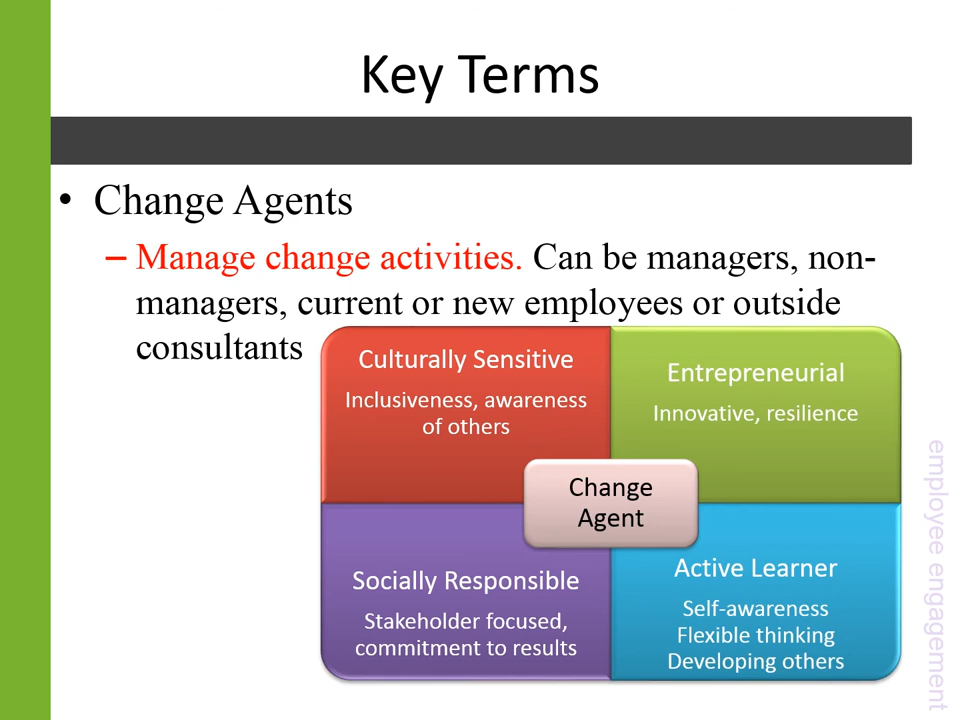 Key Terms
• Change Agents
– Manage change activities. Can be managers, non-
managers, current or new employees or outside
consultants
Culturally Sensitive
Inclusiveness, awareness
of others
Entrepreneurial
Innovative, resilience
Change
Agent
Socially Responsible
Stakeholder focused,
commitment to results
Active Learner
Self-awareness
Flexible thinking
Developing others
employee engagement